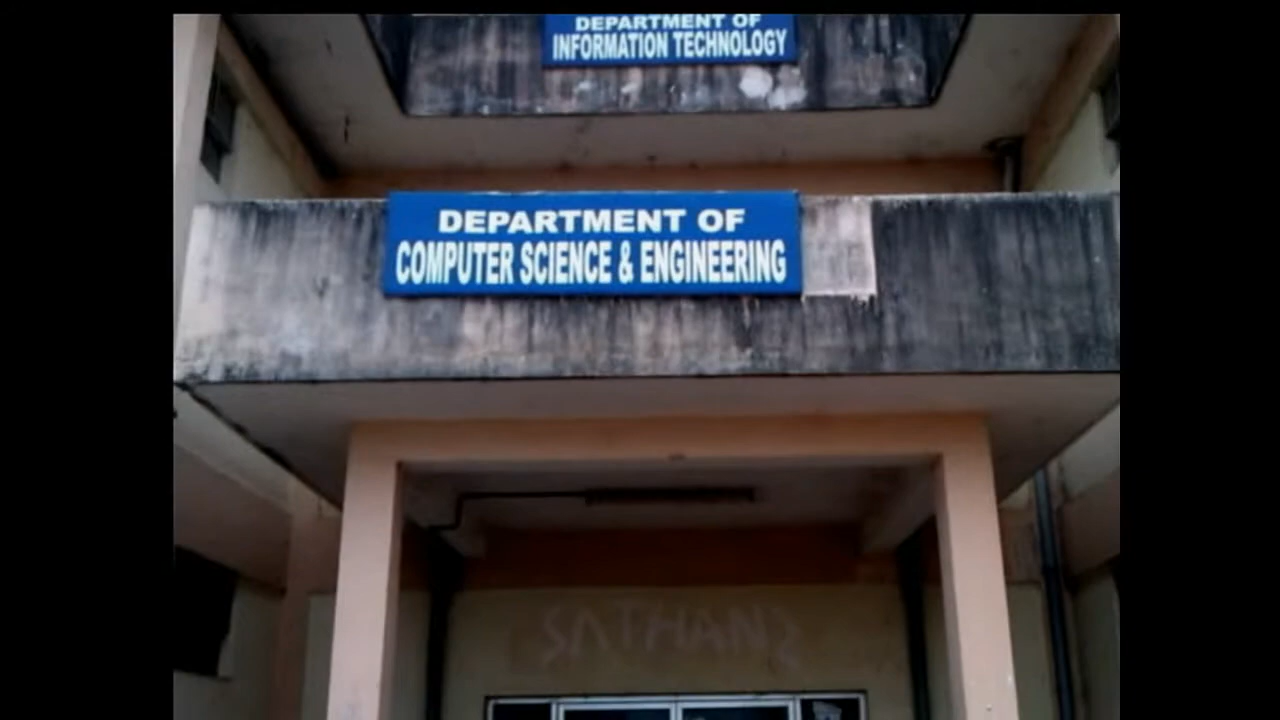 DEPARTMENT OF
INFORMATION TECHNOLOGY
DEPARTMENT OF
COMPUTER SCIENCE & ENGINEERING
SATHANS